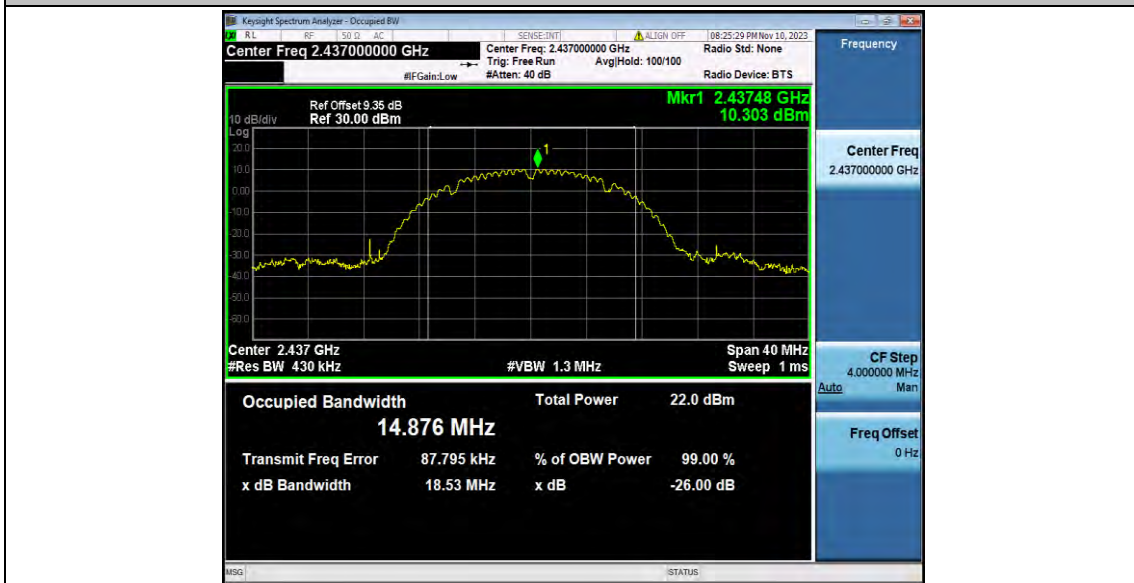 Keysight Spectrum Analyzer - Occupied BW
RL RF 50 Ω AC SENSE:INT ALIGN OFF 08:25:29 PM Nov 10, 2023
Center Freq 2.437000000 GHz Center Freq: 2.437000000 GHz Radio Std: None
Trig: Free Run Avg|Hold: 100/100
#IFGain:Low #Atten: 40 dB Radio Device: BTS
Frequency
Mkr1 2.43748 GHz
10.303 dBm
Ref Offset 9.35 dB
10 dB/div Ref 30.00 dBm
Log
20.0
10.0
0.00
-10.0
-20.0
-30.0
-40.0
-50.0
-60.0
1
Center 2.437 GHz Span 40 MHz
#Res BW 430 kHz #VBW 1.3 MHz Sweep 1 ms
Occupied Bandwidth Total Power 22.0 dBm
14.876 MHz
Transmit Freq Error 87.795 kHz % of OBW Power 99.00 %
x dB Bandwidth 18.53 MHz x dB -26.00 dB
Center Freq
2.437000000 GHz
CF Step
4.000000 MHz
Auto Man
Freq Offset
0 Hz
MSG STATUS